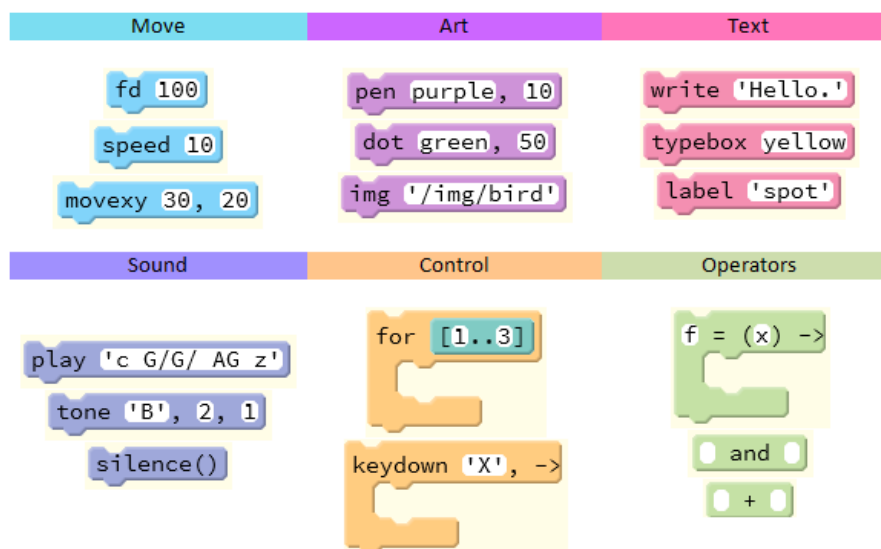 Move
Art
Text
fd 100
speed 10
movexy 30, 20
pen purple, 10
dot green, 50
img '/img/bird'
write 'Hello.'
typebox yellow
label 'spot'
Sound
Control
Operators
play 'c G/G/ AG z'
tone 'B', 2, 1
silence()
for [1..3]
keydown 'X', ->
f = (x) ->
and
+